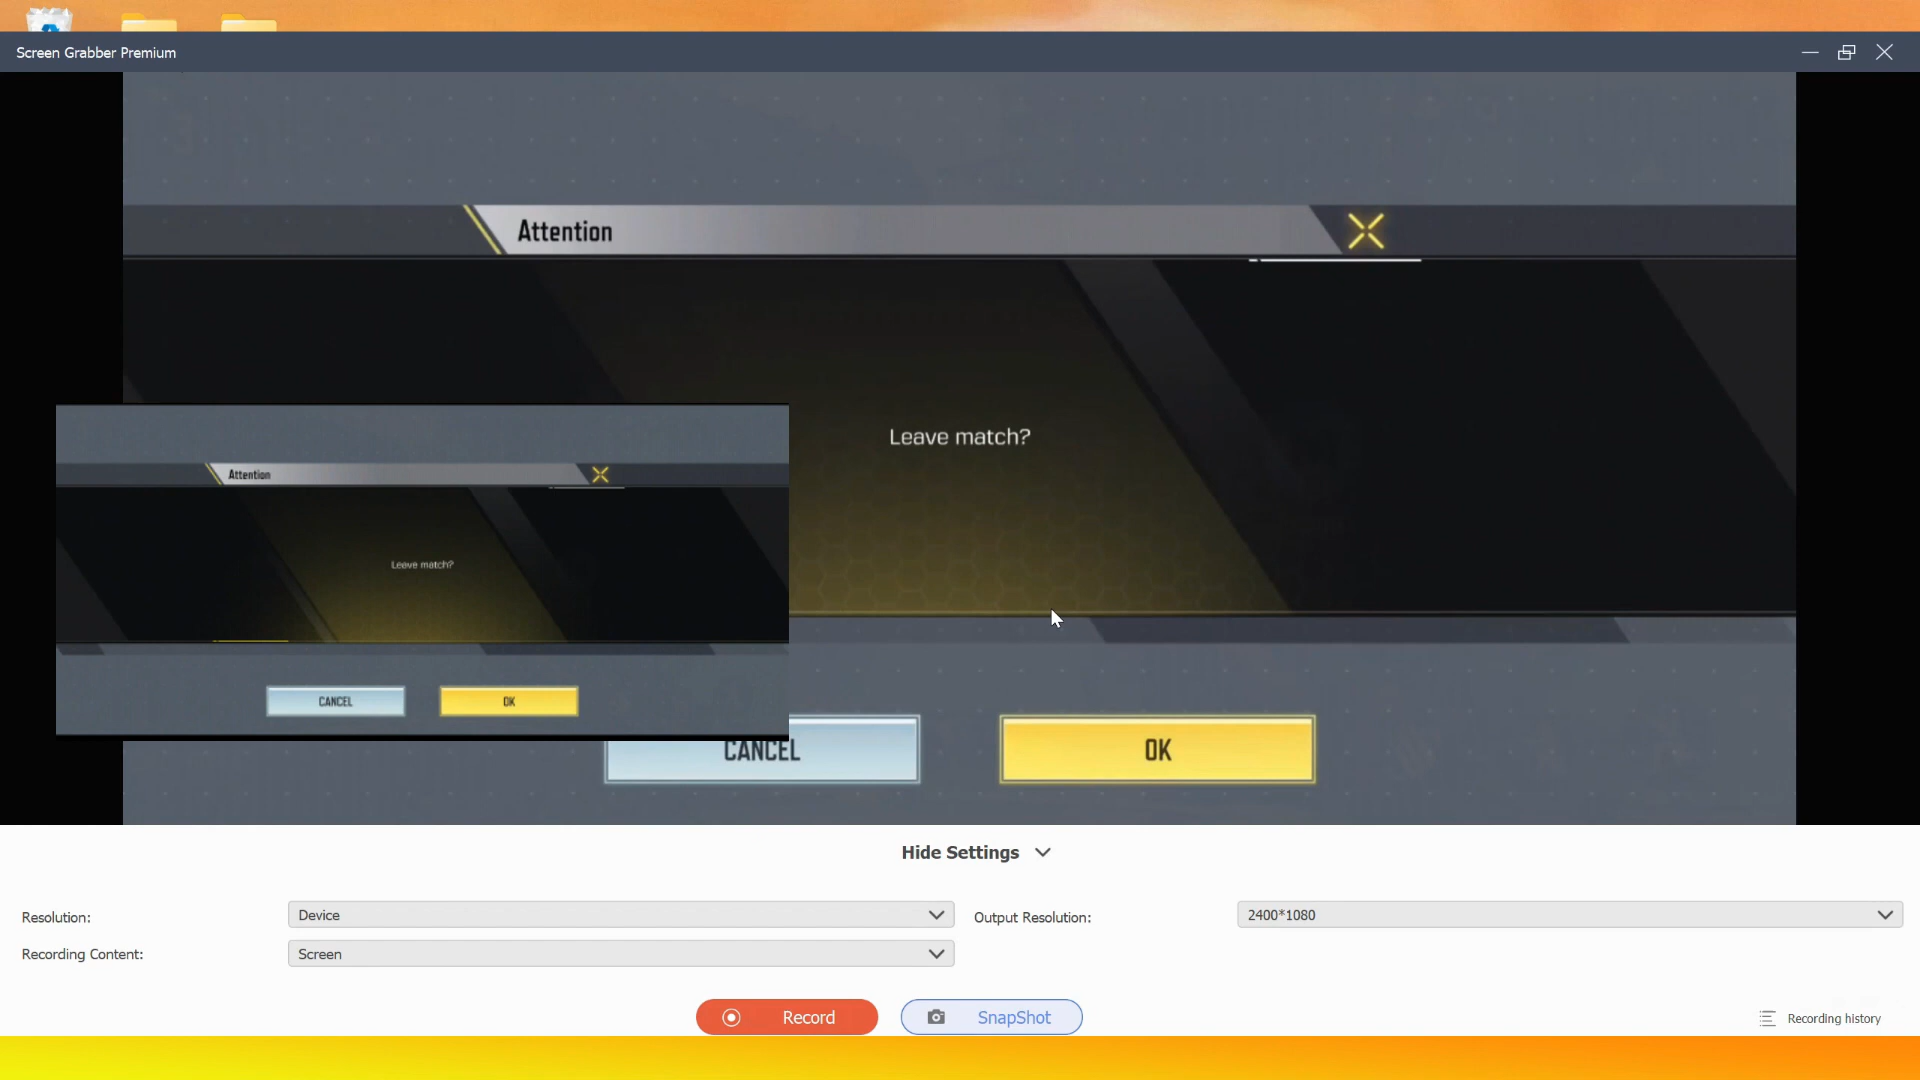 Screen Grabber Premium
Attention
Leave match?
Attention
Leave match?
CANCEL
OK
CANCEL
OK
Hide Settings
Resolution:
Device
Output Resolution:
2400*1080
Recording Content:
Screen
Record
SnapShot
Recording history